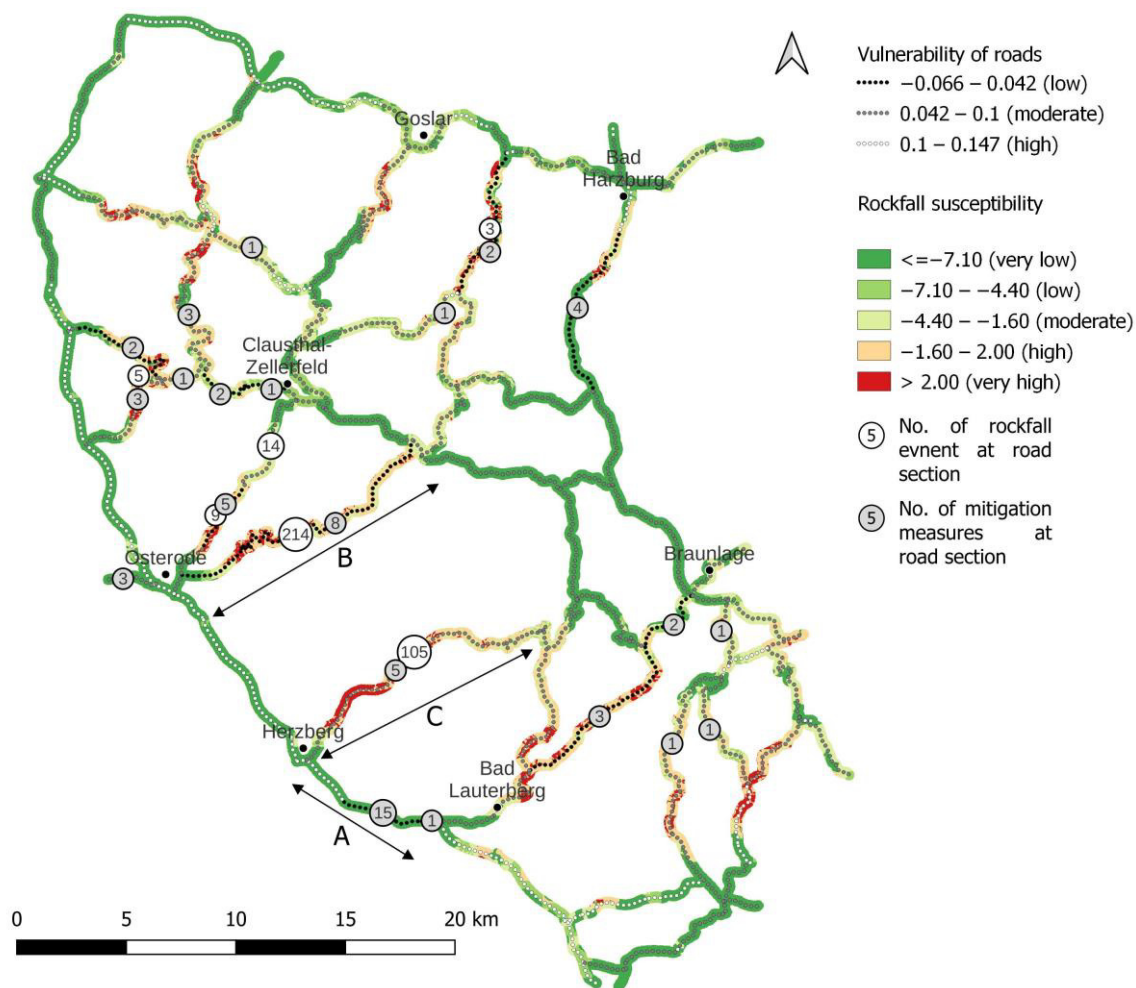 Goslar
Bad
Harzburg
Clausthal-
Zellerfeld
Osterode
Braunlage
Herzberg
Bad
Lauterberg
1
3
2
1
4
3
2
5
1
3
2
1
14
5
9
214
8
3
B
105
5
C
2
1
3
1
1
15
1
A
0 5 10 15 20 km
Vulnerability of roads
−0.066 – 0.042 (low)
0.042 – 0.1 (moderate)
0.1 – 0.147 (high)
Rockfall susceptibility
<=−7.10 (very low)
−7.10 – −4.40 (low)
−4.40 – −1.60 (moderate)
−1.60 – 2.00 (high)
> 2.00 (very high)
5 No. of rockfall
evnent at road
section
5 No. of mitigation
measures at
road section